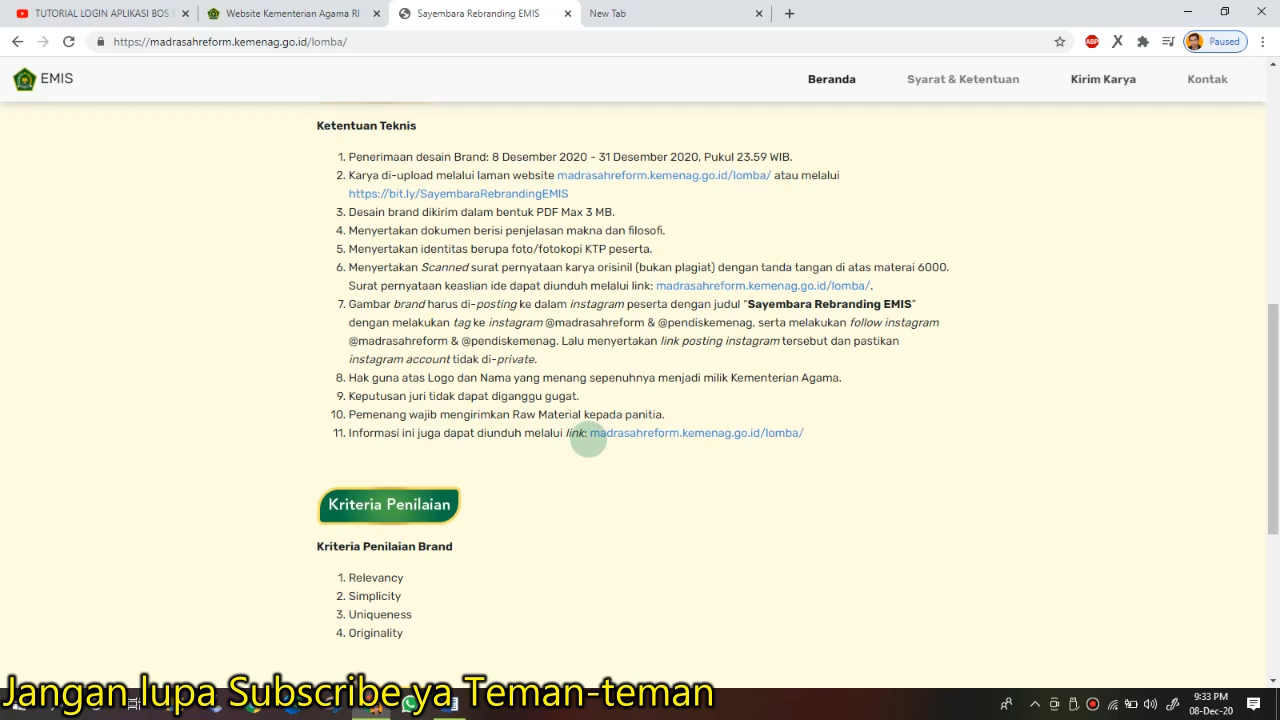 TUTORIAL LOGIN APLIKASI BOS
Website Kementerian Agama RI
Sayembara Rebranding EMIS
New Tab
https://madrasahreform.kemenag.go.id/lomba/
ABP
X
Paused
EMIS
Beranda
Syarat & Ketentuan
Kirim Karya
Kontak
Ketentuan Teknis
1. Penerimaan desain Brand: 8 Desember 2020 - 31 Desember 2020, Pukul 23.59 WIB.
2. Karya di-upload melalui laman website madrasahreform.kemenag.go.id/lomba/ atau melalui
https://bit.ly/SayembaraRebrandingEMIS
3. Desain brand dikirim dalam bentuk PDF Max 3 MB.
4. Menyertakan dokumen berisi penjelasan makna dan filosofi.
5. Menyertakan identitas berupa foto/fotokopi KTP peserta.
6. Menyertakan Scanned surat pernyataan karya orisinil (bukan plagiat) dengan tanda tangan di atas materai 6000.
Surat pernyataan keaslian ide dapat diunduh melalui link: madrasahreform.kemenag.go.id/lomba/.
7. Gambar brand harus di-posting ke dalam instagram peserta dengan judul "Sayembara Rebranding EMIS"
dengan melakukan tag ke instagram @madrasahreform & @pendiskemenag. serta melakukan follow instagram
@madrasahreform & @pendiskemenag. Lalu menyertakan link posting instagram tersebut dan pastikan
instagram account tidak di-private.
8. Hak guna atas Logo dan Nama yang menang sepenuhnya menjadi milik Kementerian Agama.
9. Keputusan juri tidak dapat diganggu gugat.
10. Pemenang wajib mengirimkan Raw Material kepada panitia.
11. Informasi ini juga dapat diunduh melalui link: madrasahreform.kemenag.go.id/lomba/
Kriteria Penilaian
Kriteria Penilaian Brand
1. Relevancy
2. Simplicity
3. Uniqueness
4. Originality
Jangan lupa Subscribe ya Teman-teman
9:33 PM
08-Dec-20